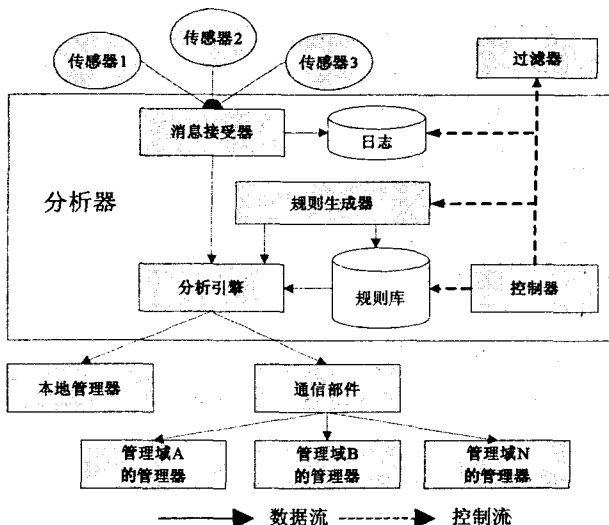 传感器1
传感器2
传感器3
过滤器
消息接受器
日志
分析器
规则生成器
分析引擎
规则库
控制器
本地管理器
通信部件
管理域A
的管理器
管理域B
的管理器
管理域N
的管理器
数据流
控制流